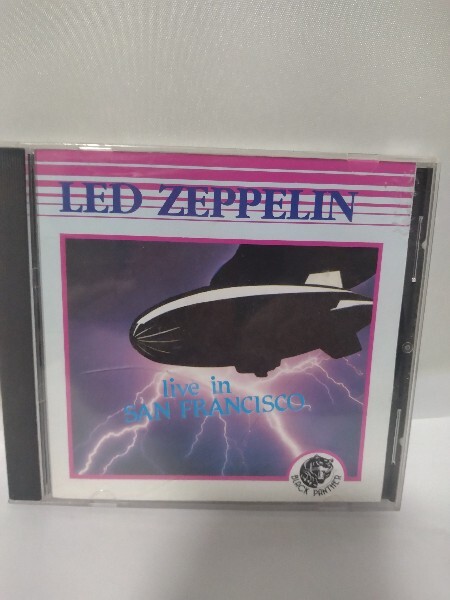 LED ZEPPELIN
live in
SAN FRANCISCO
BLACK PANTHER